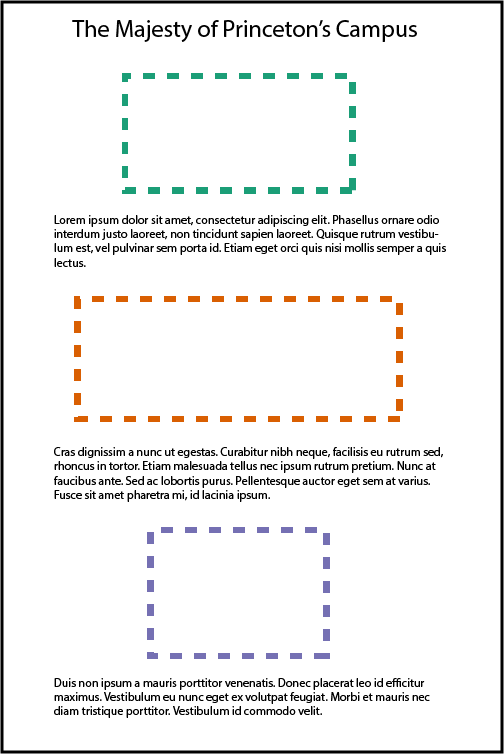 The Majesty of Princeton’s Campus
Lorem ipsum dolor sit amet, consectetur adipiscing elit. Phasellus ornare odio
interdum justo laoreet, non tincidunt sapien laoreet. Quisque rutrum vestibu-
lum est, vel pulvinar sem porta id. Etiam eget orci quis nisi mollis semper a quis
lectus.
Cras dignissim a nunc ut egestas. Curabitur nibh neque, facilisis eu rutrum sed,
rhoncus in tortor. Etiam malesuada tellus nec ipsum rutrum pretium. Nunc at
faucibus ante. Sed ac lobortis purus. Pellentesque auctor eget sem at varius.
Fusce sit amet pharetra mi, id lacinia ipsum.
Duis non ipsum a mauris porttitor venenatis. Donec placerat leo id efficitur
maximus. Vestibulum eu nunc eget ex volutpat feugiat. Morbi et mauris nec
diam tristique porttitor. Vestibulum id commodo velit.